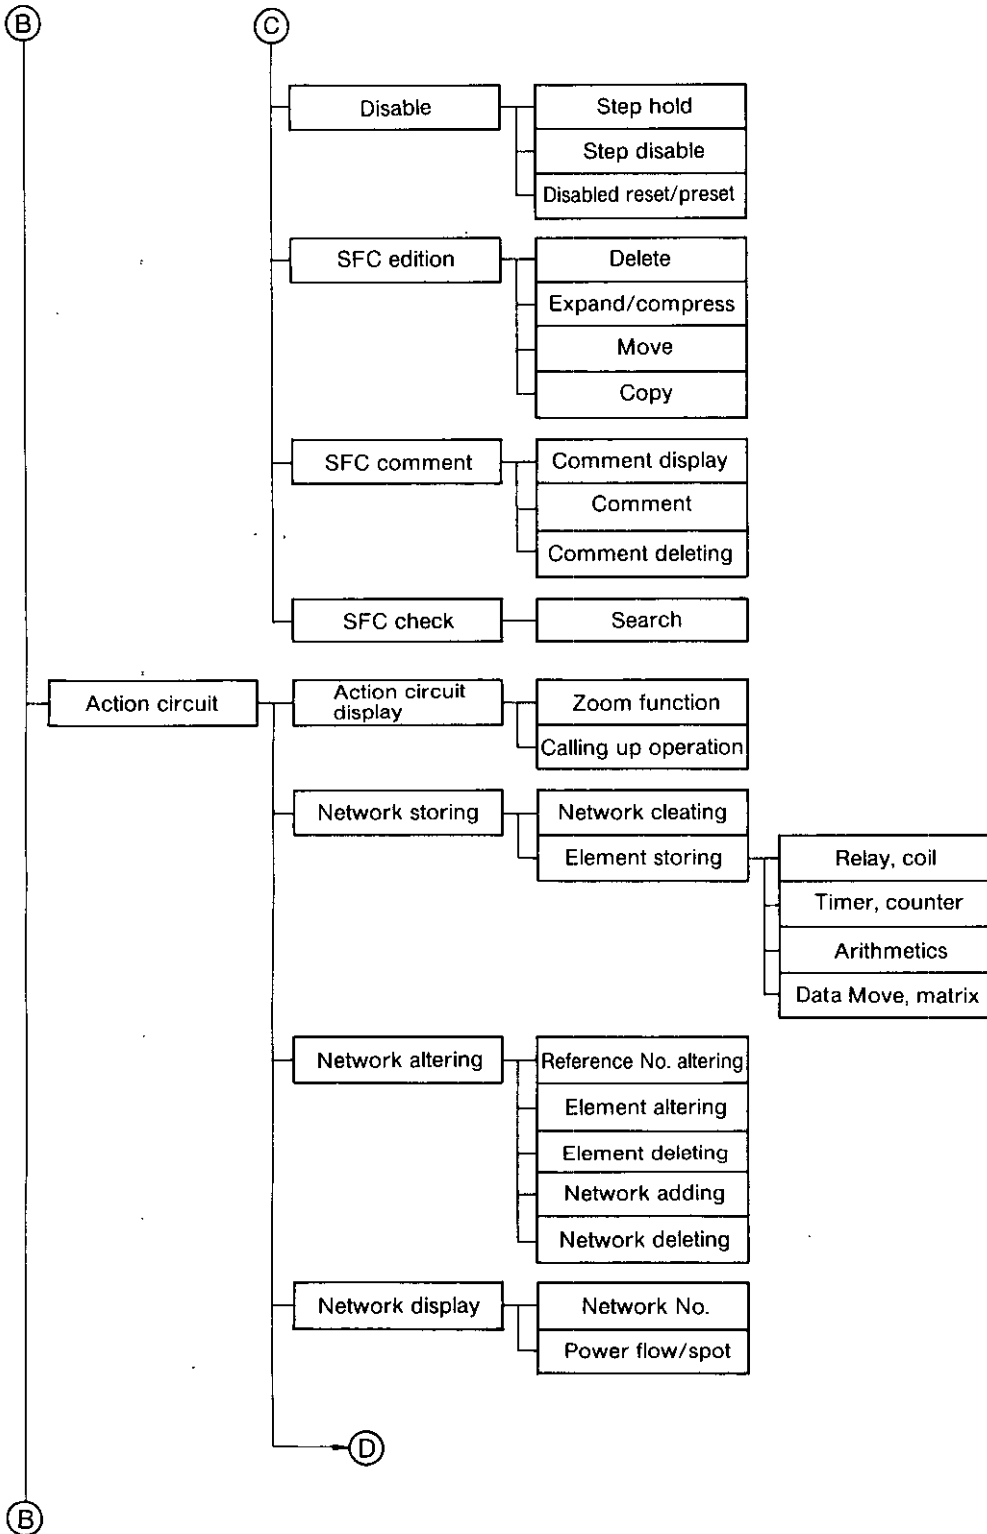 B
C
Disable
Step hold
Step disable
Disabled reset/preset
SFC edition
Delete
Expand/compress
Move
Copy
SFC comment
Comment display
Comment
Comment deleting
SFC check
Search
Action circuit
Action circuit
display
Zoom function
Calling up operation
Network storing
Network cleating
Element storing
Relay, coil
Timer, counter
Arithmetics
Data Move, matrix
Network altering
Reference No. altering
Element altering
Element deleting
Network adding
Network deleting
Network display
Network No.
Power flow/spot
D
B